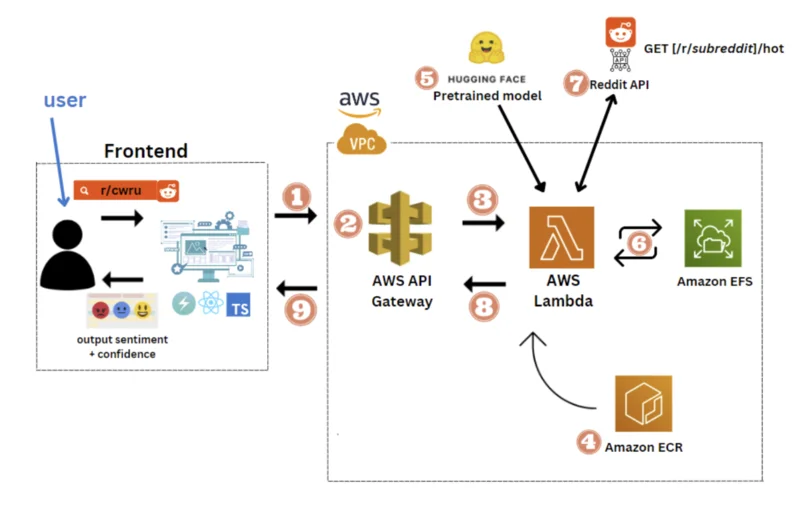 user
Frontend
r/cwru
output sentiment
+ confidence
TS
1
9
aws
VPC
2
AWS API
Gateway
3
8
5
HUGGING FACE
Pretrained model
API
7
Reddit API
GET [/r/subreddit]/hot
AWS
Lambda
6
Amazon EFS
4
Amazon ECR